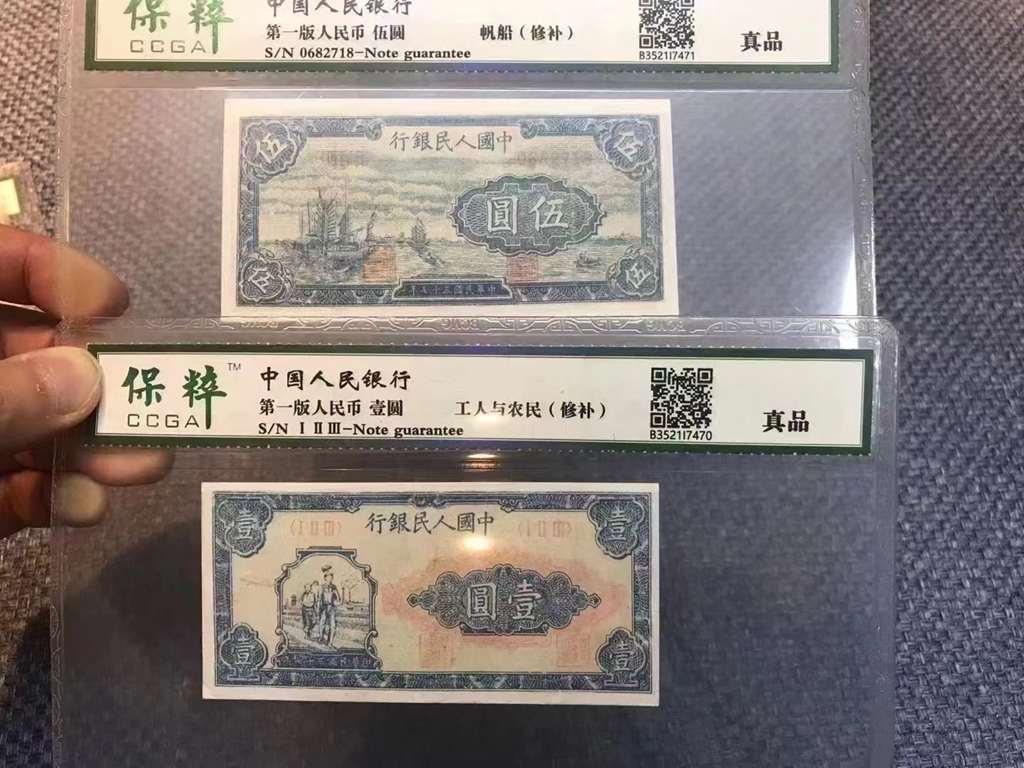 保粹
CCGA
中国人民银行
第一版人民币 伍圆 帆船（修补）
S/N 0682718-Note guarantee
B352117471
真品
行銀民人國中
伍
伍
圓伍
伍
保粹™
CCGA
中国人民银行
第一版人民币 壹圆 工人与农民（修补）
S/N Ⅰ Ⅱ Ⅲ-Note guarantee
B352117470
真品
行銀民人國中
壹
壹
圓壹
壹
壹